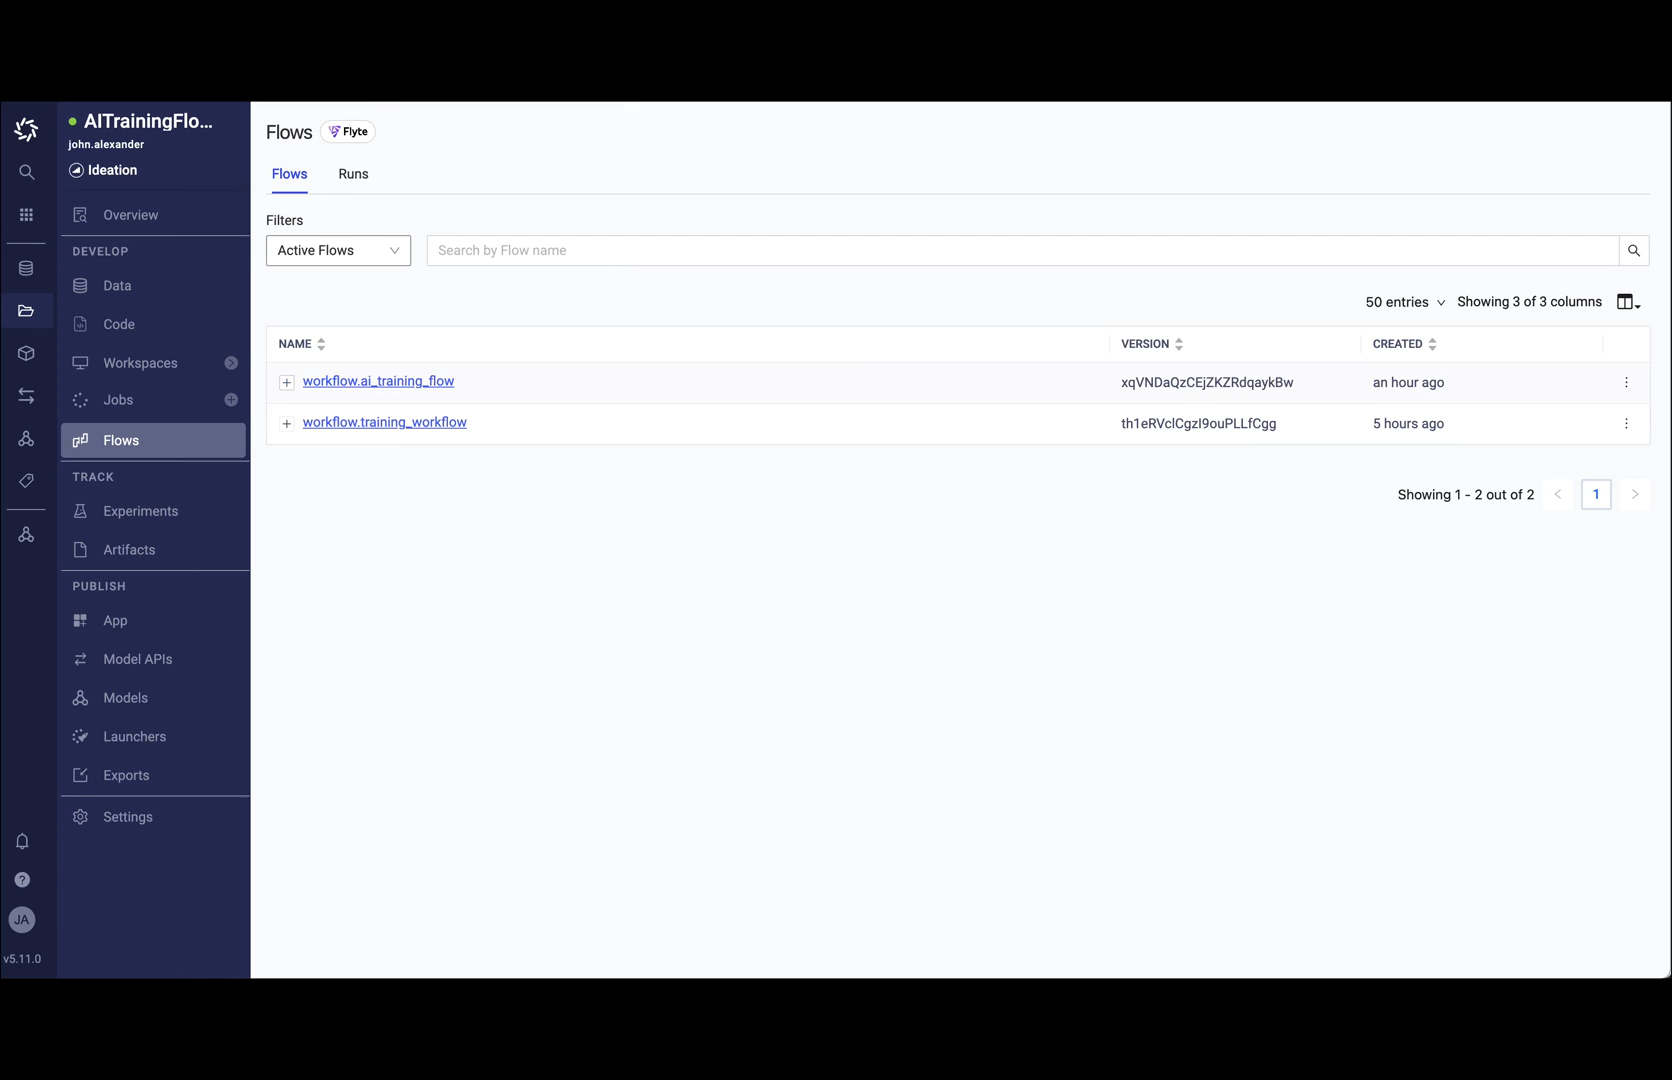 AITrainingFlo...
john.alexander
Ideation
Overview
DEVELOP
Data
Code
Workspaces
Jobs
Flows
TRACK
Experiments
Artifacts
PUBLISH
App
Model APIs
Models
Launchers
Exports
Settings
?
JA
v5.11.0
Flows Flyte
Flows Runs
Filters
Active Flows Search by Flow name
50 entries Showing 3 of 3 columns
NAME VERSION CREATED
workflow.ai_training_flow xqVNDaQzCEjZKZRdqaykBw an hour ago
workflow.training_workflow th1eRVclCgzI9ouPLLfCgg 5 hours ago
Showing 1 - 2 out of 2 1